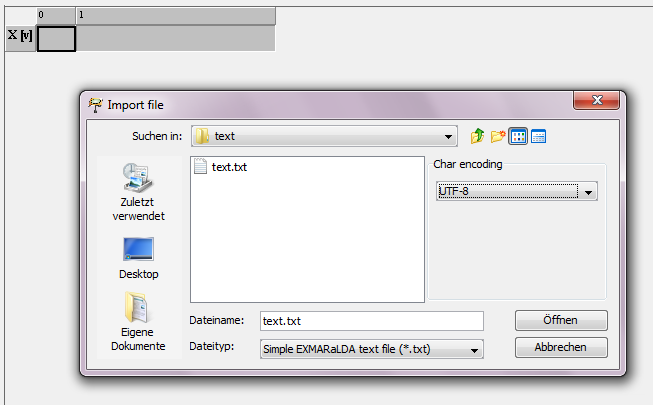 0 1
X [v]
Import file
Suchen in: text
text.txt
Char encoding
UTF-8
Zuletzt
verwendet
Desktop
Eigene
Dokumente
Dateiname: text.txt Öffnen
Dateityp: Simple EXMARaLDA text file (*.txt) Abbrechen